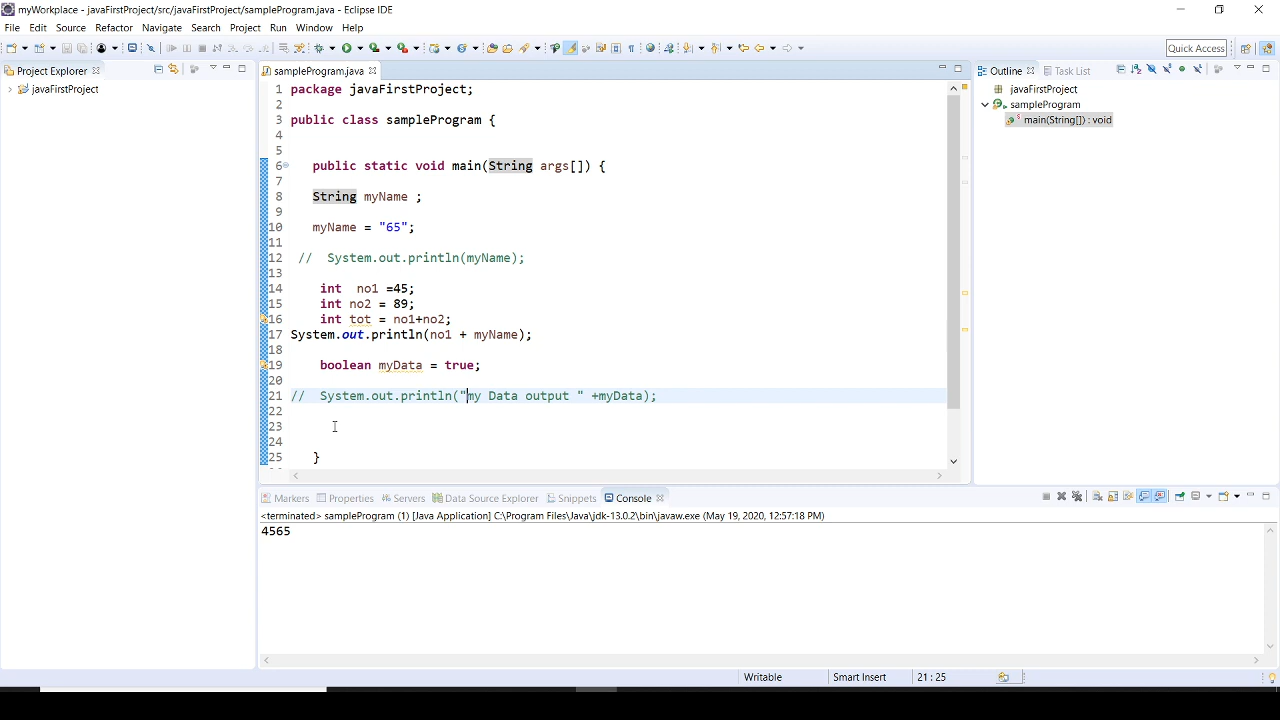 myWorkplace - javaFirstProject/src/javaFirstProject/sampleProgram.java - Eclipse IDE
File Edit Source Refactor Navigate Search Project Run Window Help
Quick Access
Project Explorer
javaFirstProject
sampleProgram.java
1 package javaFirstProject;
2
3 public class sampleProgram {
4
5
6 public static void main(String args[]) {
7
8 String myName ;
9
10 myName = "65";
11
12 // System.out.println(myName);
13
14 int no1 =45;
15 int no2 = 89;
16 int tot = no1+no2;
17 System.out.println(no1 + myName);
18
19 boolean myData = true;
20
21 // System.out.println("my Data output " +myData);
22
23
24
25 }
Outline Task List
javaFirstProject
sampleProgram
main(String[]) : void
Markers Properties Servers Data Source Explorer Snippets Console
<terminated> sampleProgram (1) [Java Application] C:\Program Files\Java\jdk-13.0.2\bin\javaw.exe (May 19, 2020, 12:57:18 PM)
4565
Writable Smart Insert 21 : 25